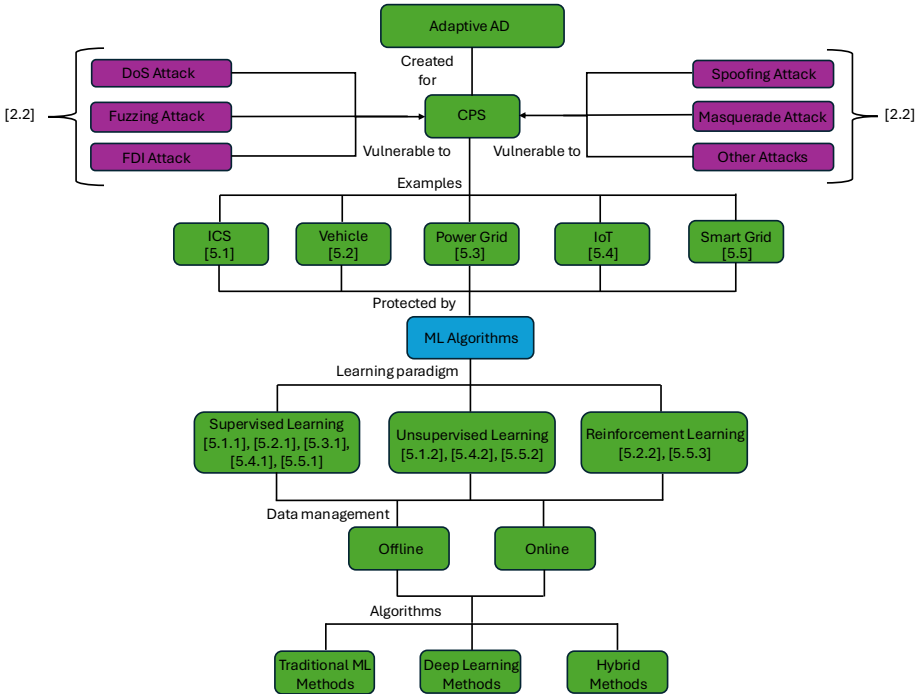 Adaptive AD
Created
for
DoS Attack
Spoofing Attack
[2.2]
Fuzzing Attack
CPS
Masquerade Attack
[2.2]
FDI Attack
Vulnerable to
Vulnerable to
Other Attacks
Examples
ICS
[5.1]
Vehicle
[5.2]
Power Grid
[5.3]
IoT
[5.4]
Smart Grid
[5.5]
Protected by
ML Algorithms
Learning paradigm
Supervised Learning
[5.1.1], [5.2.1], [5.3.1],
[5.4.1], [5.5.1]
Unsupervised Learning
[5.1.2], [5.4.2], [5.5.2]
Reinforcement Learning
[5.2.2], [5.5.3]
Data management
Offline
Online
Algorithms
Traditional ML
Methods
Deep Learning
Methods
Hybrid
Methods